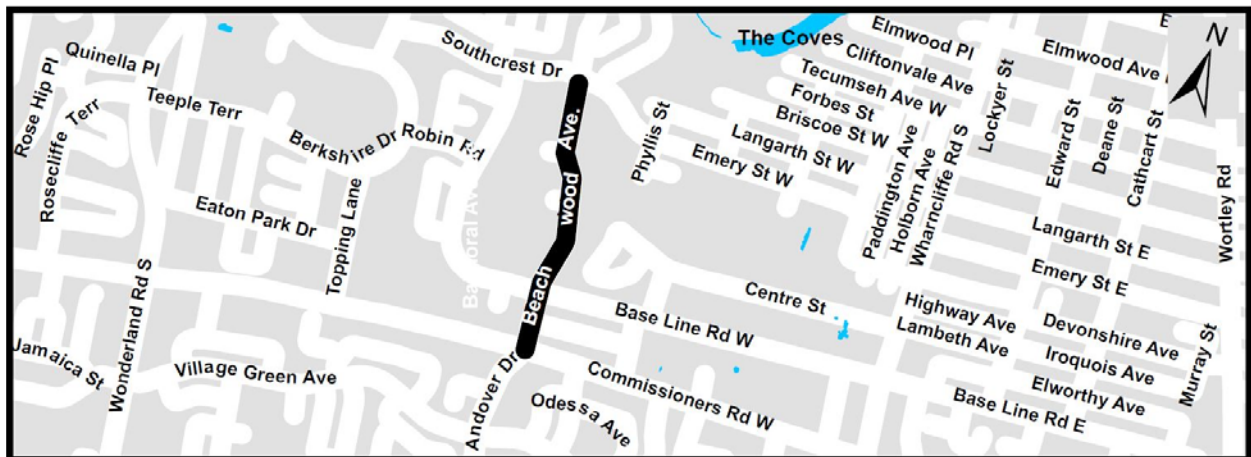 Quinella Pl
Southcrest Dr
The Coves
Elmwood Pl
Cliftonvale Ave
Elmwood Ave
E
N
Rose Hip Pl
Rosecliffe Terr
Teeple Terr
Berkshire Dr
Robin Rd
Beachwood Ave.
Phyllis St
Tecumseh Ave W
Forbes St
Briscoe St W
Langarth St W
Emery St W
Lockyer St
Edward St
Deane St
Cathcart St
Wortley Rd
Eaton Park Dr
Topping Lane
Paddington Ave
Holborn Ave
Wharncliffe Rd S
Langarth St E
Emery St E
Jamaica St
Wonderland Rd S
Village Green Ave
Andover Dr
Odessa Ave
Base Line Rd W
Commissioners Rd W
Centre St
Highway Ave
Lambeth Ave
Devonshire Ave
Iroquois Ave
Elworthy Ave
Murray St
Base Line Rd E